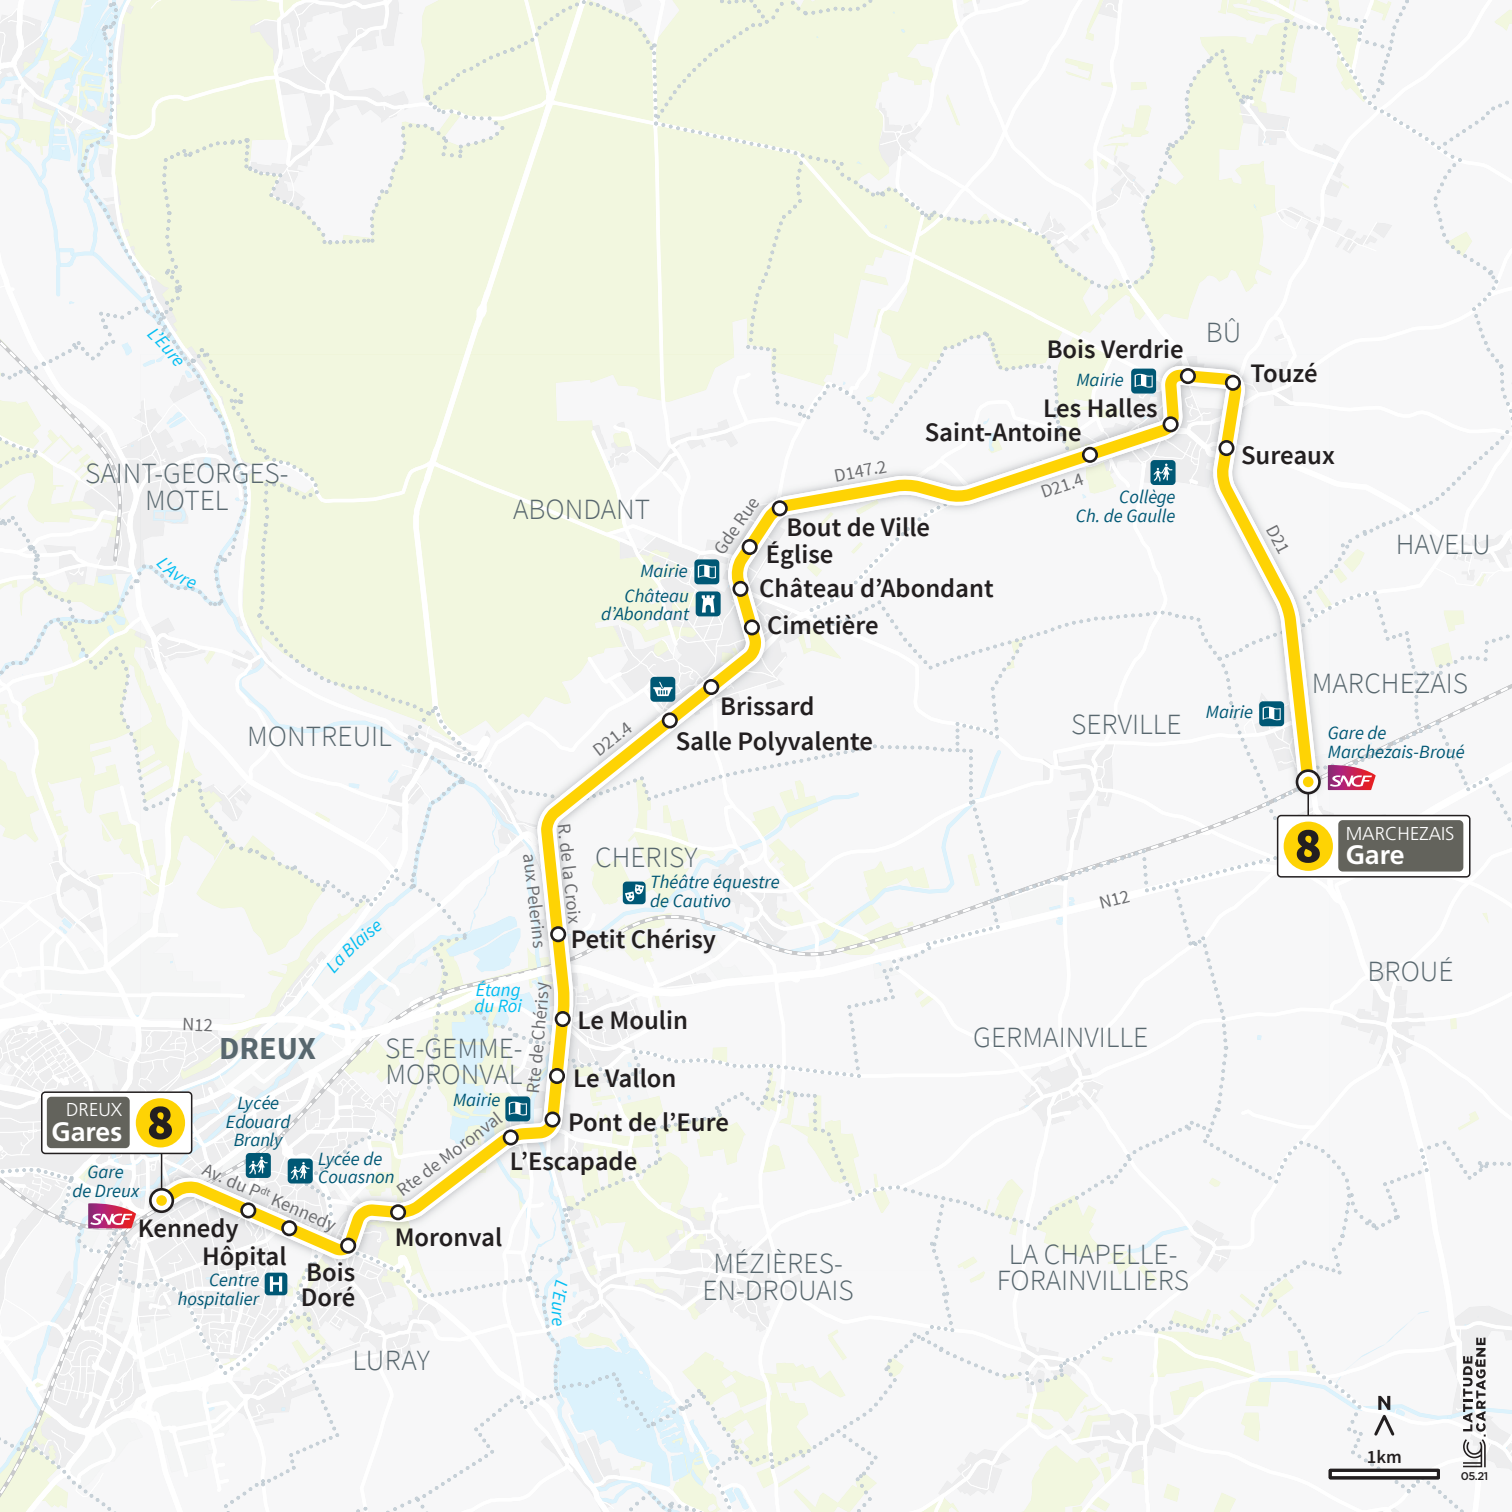 L'Eure
BÛ
Bois Verdrie
Mairie
Touzé
Les Halles
Saint-Antoine
Sureaux
D147.2
D21.4
Collège
Ch. de Gaulle
SAINT-GEORGES-
MOTEL
ABONDANT
Gde Rue
Bout de Ville
D21
HAVELU
Église
Mairie
L'Avre
Château d'Abondant
Château
d'Abondant
Cimetière
MARCHEZAIS
Brissard
Mairie
SERVILLE
MONTREUIL
D21.4
Salle Polyvalente
Gare de
Marchezais-Broué
SNCF
8
MARCHEZAIS
Gare
R. de la Croix
aux Pelerins
CHERISY
Théâtre équestre
de Cautivo
N12
La Blaise
Petit Chérisy
BROUÉ
Étang
du Roi
Rte de Chérisy
Le Moulin
N12
DREUX
SE-GEMME-
MORONVAL
GERMAINVILLE
Le Vallon
Mairie
Pont de l'Eure
DREUX
Gares
8
Lycée
Edouard
Branly
Rte de Moronval
L'Escapade
Lycée de
Couasnon
Gare
de Dreux
SNCF
Av. du Pdt Kennedy
Kennedy
Moronval
Hôpital
Centre
hospitalier
H
Bois
Doré
MÉZIÈRES-
EN-DROUAIS
LA CHAPELLE-
FORAINVILLIERS
L'Eure
LURAY
N
1km
LATITUDE
CARTAGÈNE
LC
05.21